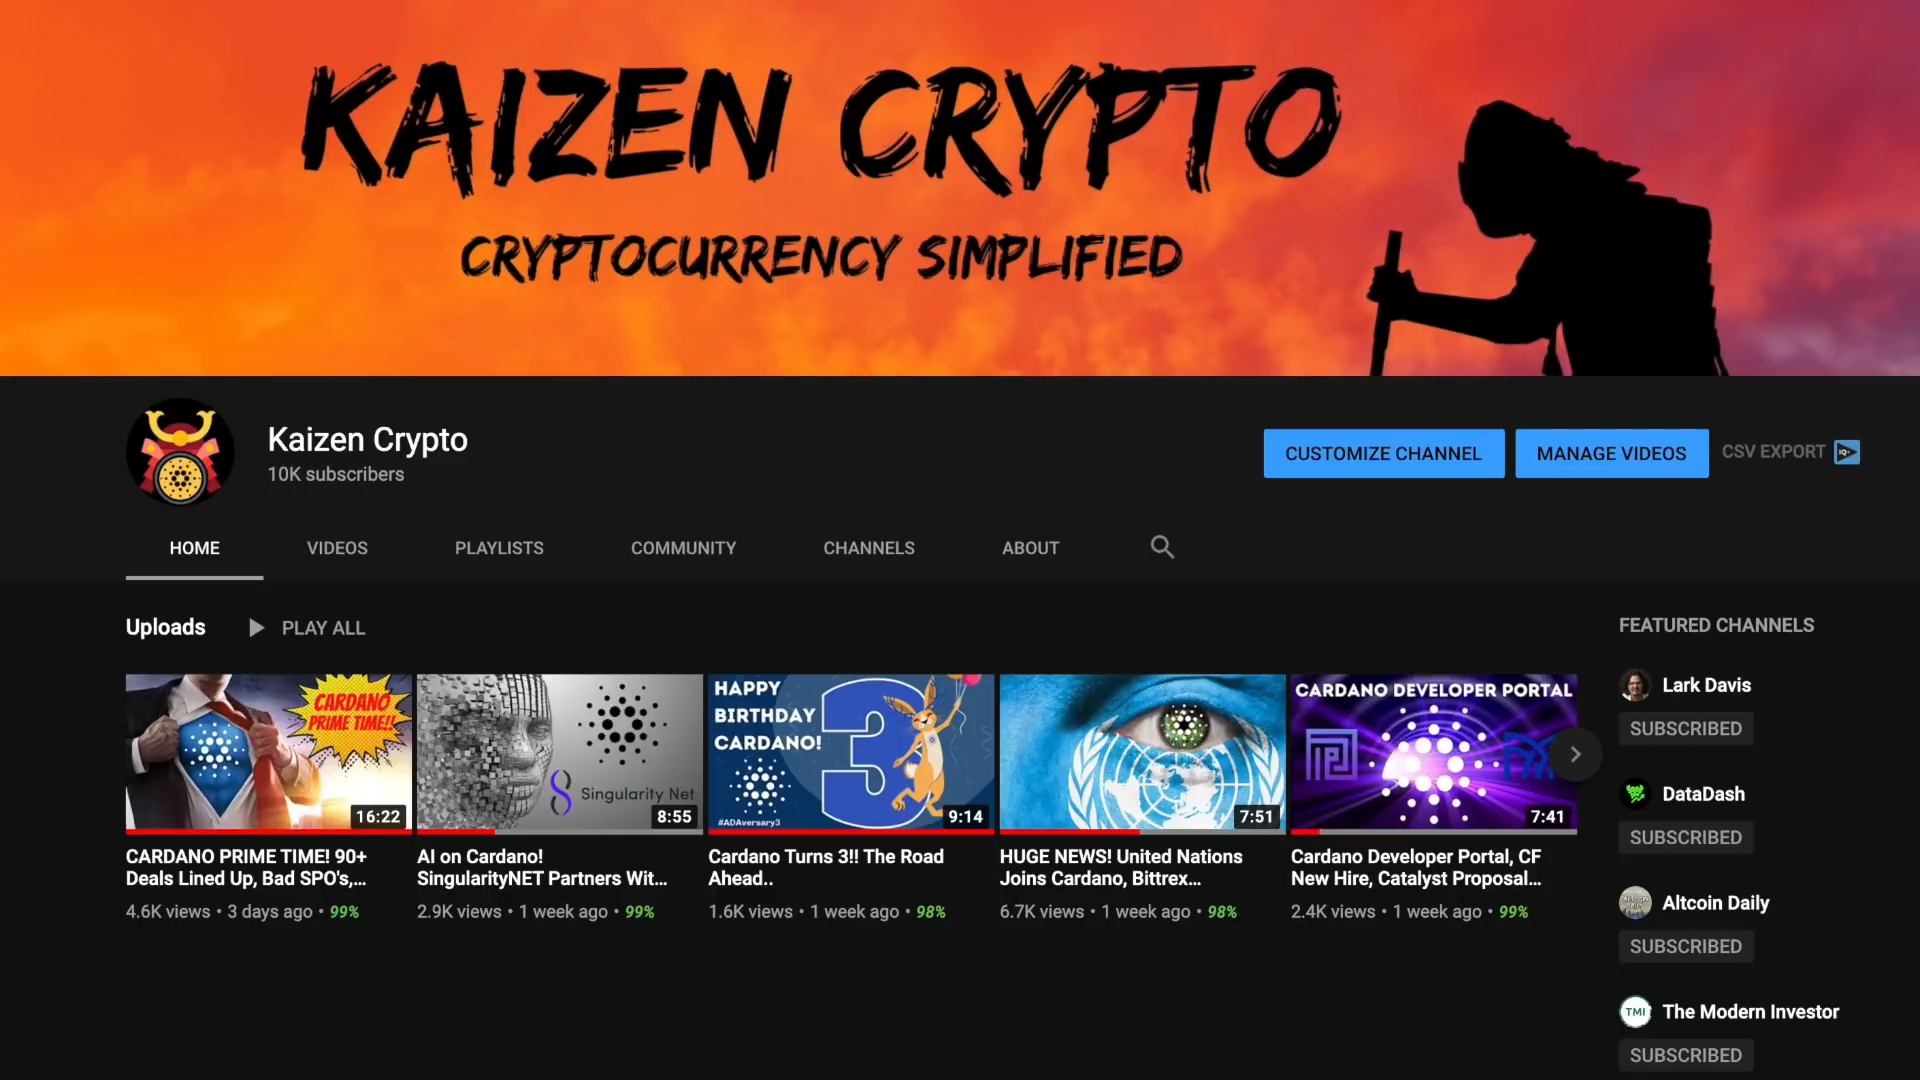 KAIZEN CRYPTO
CRYPTOCURRENCY SIMPLIFIED
Kaizen Crypto
10K subscribers
CUSTOMIZE CHANNEL
MANAGE VIDEOS
CSV EXPORT
IQ
HOME
VIDEOS
PLAYLISTS
COMMUNITY
CHANNELS
ABOUT
Uploads
PLAY ALL
FEATURED CHANNELS
CARDANO
PRIME TIME!!
16:22
CARDANO PRIME TIME! 90+
Deals Lined Up, Bad SPO's,...
4.6K views • 3 days ago • 99%
Singularity Net
8:55
AI on Cardano!
SingularityNET Partners Wit...
2.9K views • 1 week ago • 99%
HAPPY
BIRTHDAY
CARDANO!
3
#ADAversary3
9:14
Cardano Turns 3!! The Road
Ahead..
1.6K views • 1 week ago • 98%
7:51
HUGE NEWS! United Nations
Joins Cardano, Bittrex...
6.7K views • 1 week ago • 98%
CARDANO DEVELOPER PORTAL
7:41
Cardano Developer Portal, CF
New Hire, Catalyst Proposal...
2.4K views • 1 week ago • 99%
Lark Davis
SUBSCRIBED
DataDash
SUBSCRIBED
Altcoin Daily
SUBSCRIBED
TMI
The Modern Investor
SUBSCRIBED